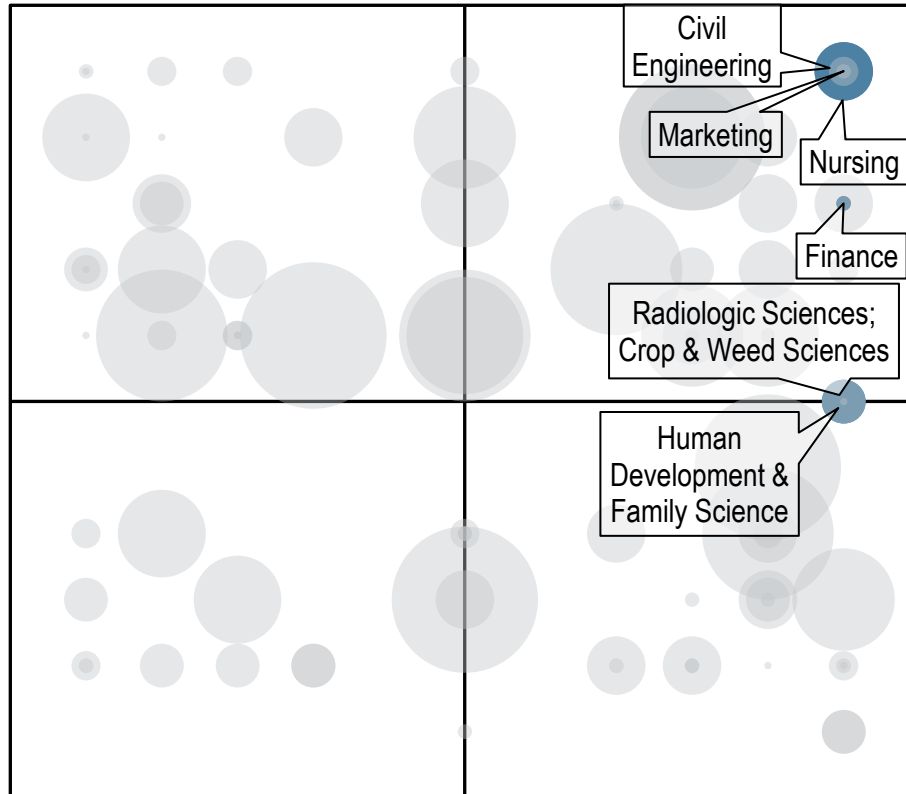 Civil
Engineering
Marketing
Nursing
Finance
Radiologic Sciences;
Crop & Weed Sciences
Human
Development &
Family Science